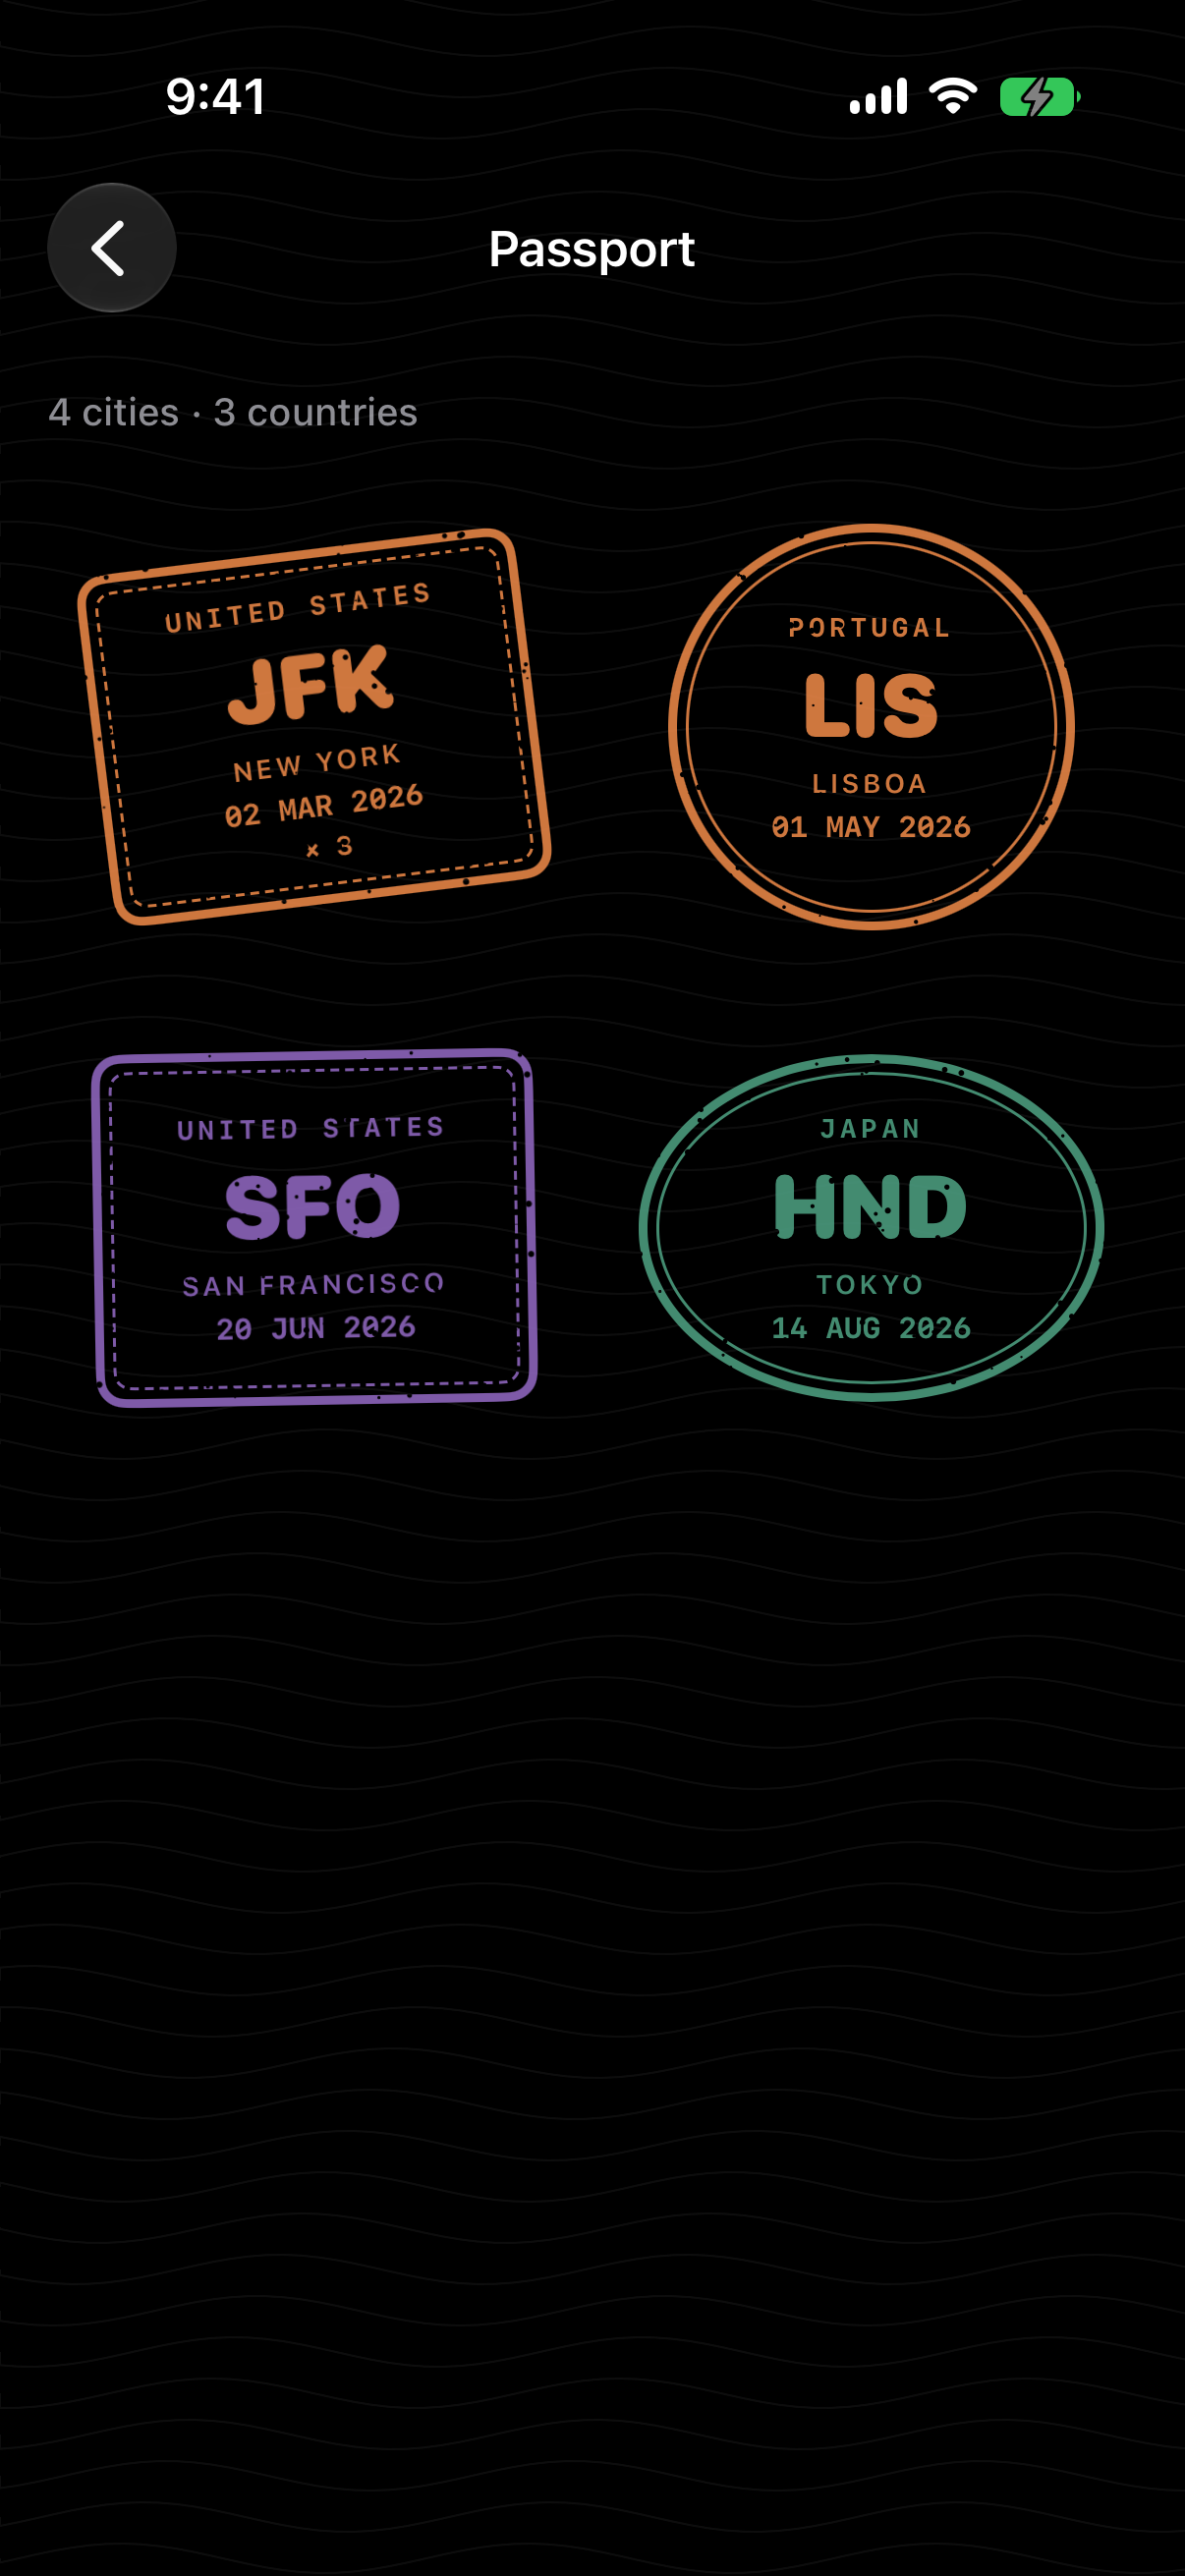 9:41
Passport
4 cities · 3 countries
UNITED STATES
JFK
NEW YORK
02 MAR 2026
× 3
PORTUGAL
LIS
LISBOA
01 MAY 2026
UNITED STATES
SFO
SAN FRANCISCO
20 JUN 2026
JAPAN
HND
TOKYO
14 AUG 2026